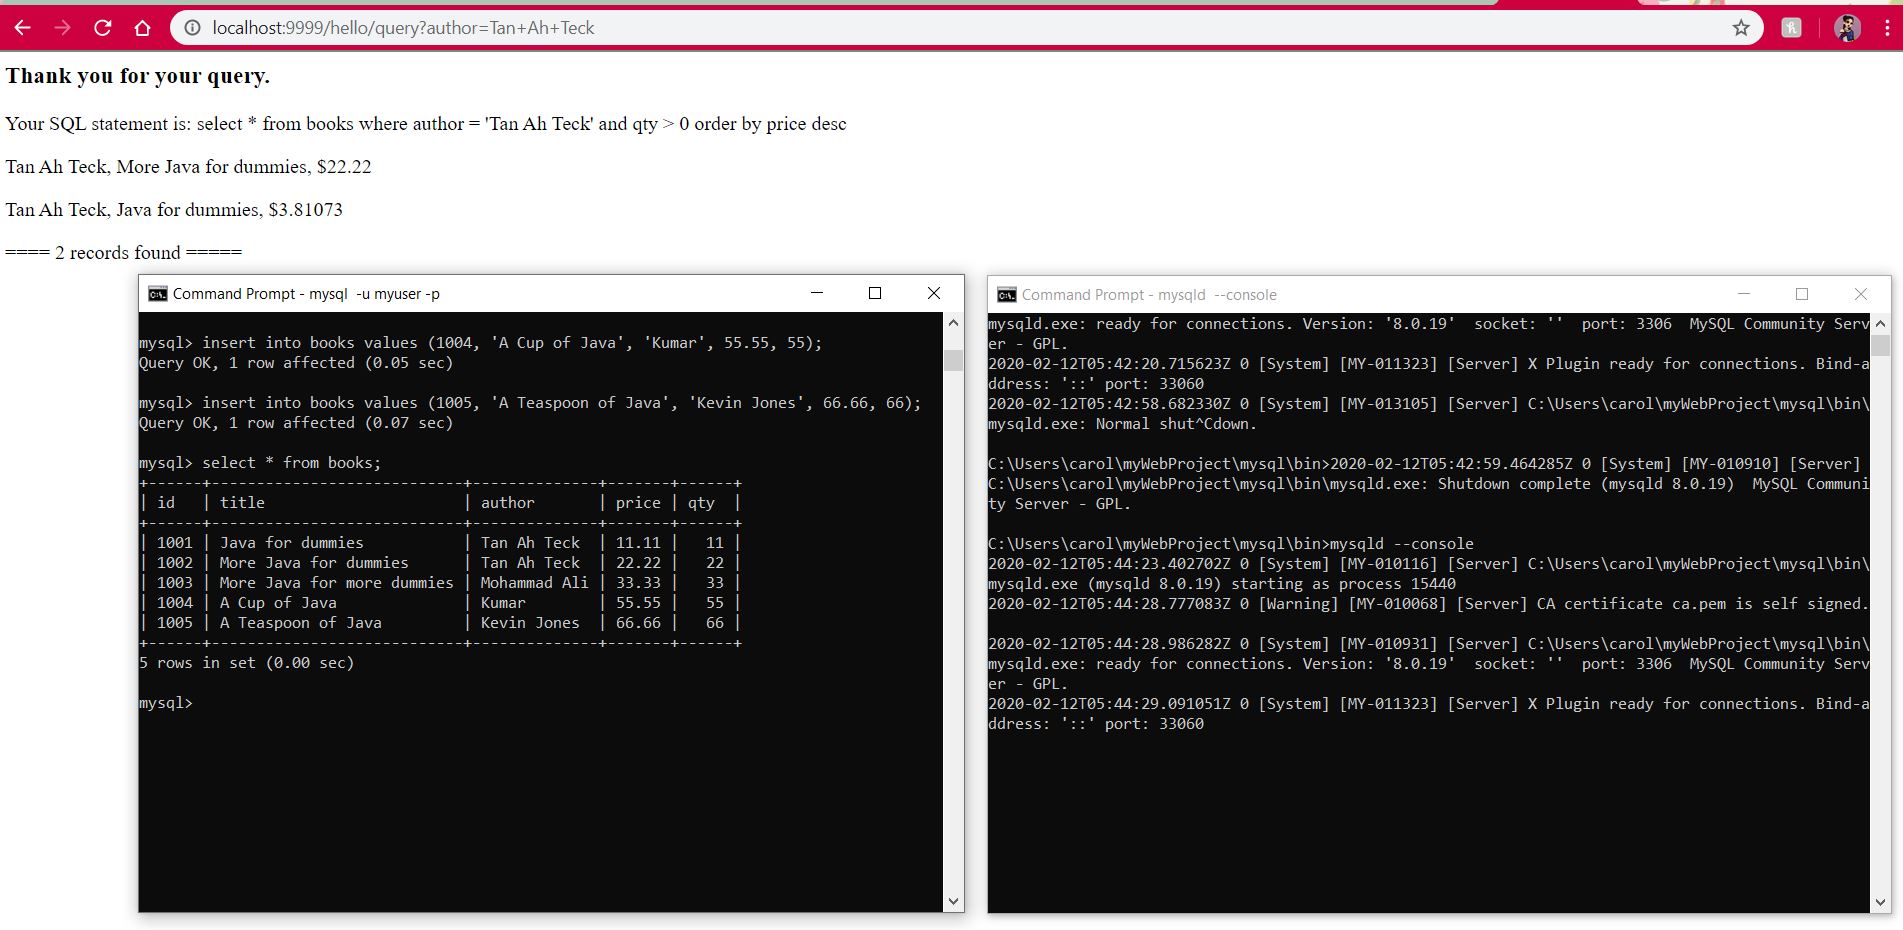 localhost:9999/hello/query?author=Tan+Ah+Teck
Thank you for your query.
Your SQL statement is: select * from books where author = 'Tan Ah Teck' and qty > 0 order by price desc
Tan Ah Teck, More Java for dummies, $22.22
Tan Ah Teck, Java for dummies, $3.81073
==== 2 records found =====
Command Prompt - mysql  -u myuser -p
mysql> insert into books values (1004, 'A Cup of Java', 'Kumar', 55.55, 55);
Query OK, 1 row affected (0.05 sec)
mysql> insert into books values (1005, 'A Teaspoon of Java', 'Kevin Jones', 66.66, 66);
Query OK, 1 row affected (0.07 sec)
mysql> select * from books;
+------+----------------------------+--------------+-------+------+
| id   | title                      | author       | price | qty  |
+------+----------------------------+--------------+-------+------+
| 1001 | Java for dummies           | Tan Ah Teck  | 11.11 |   11 |
| 1002 | More Java for dummies      | Tan Ah Teck  | 22.22 |   22 |
| 1003 | More Java for more dummies | Mohammad Ali | 33.33 |   33 |
| 1004 | A Cup of Java              | Kumar        | 55.55 |   55 |
| 1005 | A Teaspoon of Java         | Kevin Jones  | 66.66 |   66 |
+------+----------------------------+--------------+-------+------+
5 rows in set (0.00 sec)
mysql>
Command Prompt - mysqld  --console
mysqld.exe: ready for connections. Version: '8.0.19'  socket: ''  port: 3306  MySQL Community Serv
er - GPL.
2020-02-12T05:42:20.715623Z 0 [System] [MY-011323] [Server] X Plugin ready for connections. Bind-a
ddress: '::' port: 33060
2020-02-12T05:42:58.682330Z 0 [System] [MY-013105] [Server] C:\Users\carol\myWebProject\mysql\bin\
mysqld.exe: Normal shut^Cdown.
C:\Users\carol\myWebProject\mysql\bin>2020-02-12T05:42:59.464285Z 0 [System] [MY-010910] [Server]
C:\Users\carol\myWebProject\mysql\bin\mysqld.exe: Shutdown complete (mysqld 8.0.19)  MySQL Communi
ty Server - GPL.
C:\Users\carol\myWebProject\mysql\bin>mysqld --console
2020-02-12T05:44:23.402702Z 0 [System] [MY-010116] [Server] C:\Users\carol\myWebProject\mysql\bin\
mysqld.exe (mysqld 8.0.19) starting as process 15440
2020-02-12T05:44:28.777083Z 0 [Warning] [MY-010068] [Server] CA certificate ca.pem is self signed.
2020-02-12T05:44:28.986282Z 0 [System] [MY-010931] [Server] C:\Users\carol\myWebProject\mysql\bin\
mysqld.exe: ready for connections. Version: '8.0.19'  socket: ''  port: 3306  MySQL Community Serv
er - GPL.
2020-02-12T05:44:29.091051Z 0 [System] [MY-011323] [Server] X Plugin ready for connections. Bind-a
ddress: '::' port: 33060